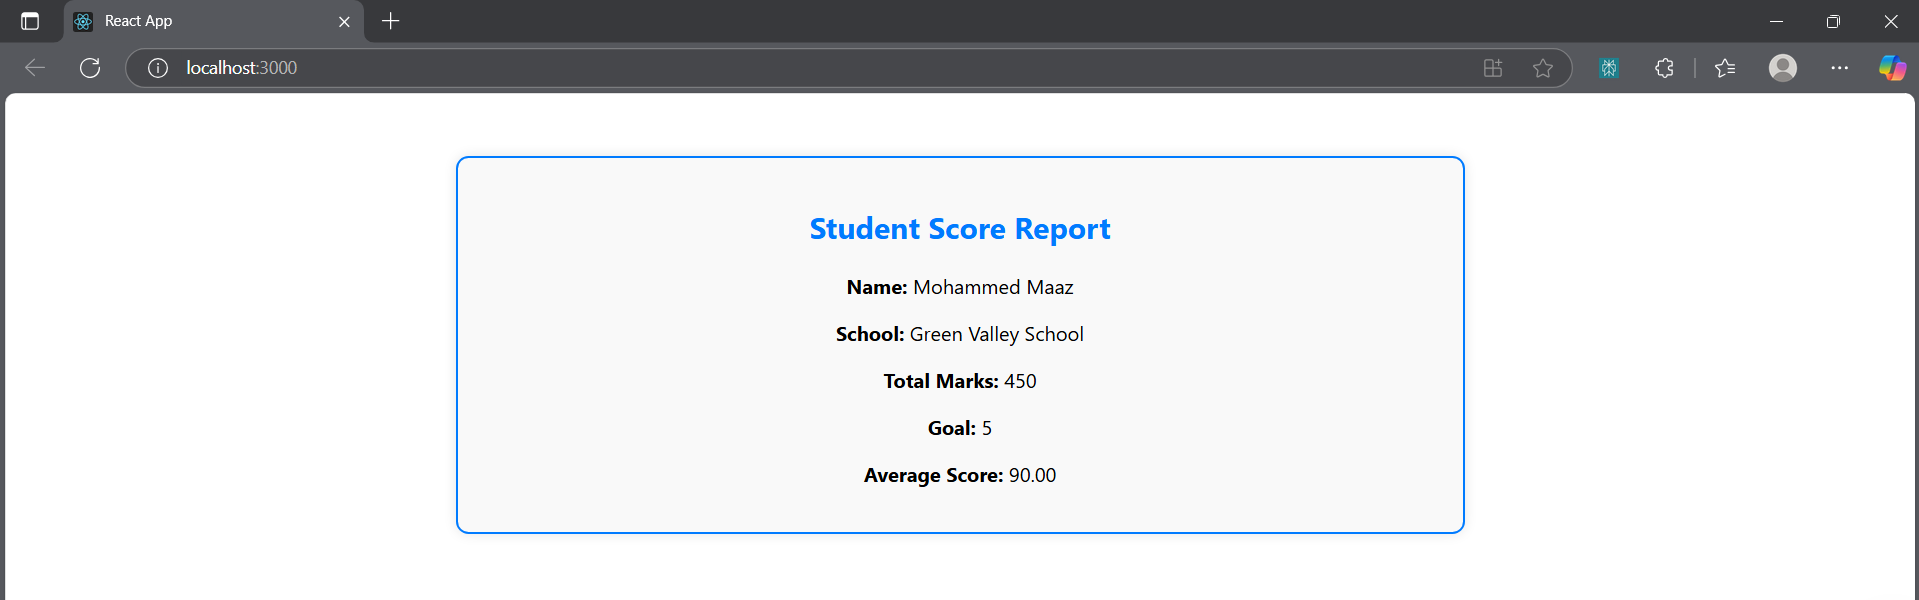 React App
localhost:3000
Student Score Report
Name: Mohammed Maaz
School: Green Valley School
Total Marks: 450
Goal: 5
Average Score: 90.00